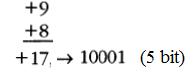 +9
+8
+17, → 10001 (5 bit)